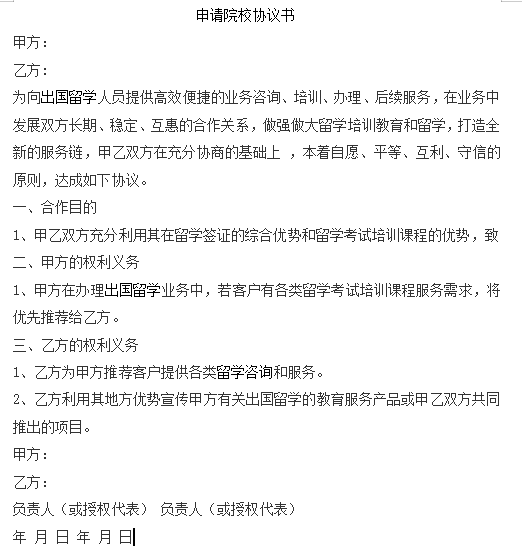 申请院校协议书
甲方：
乙方：
为向出国留学人员提供高效便捷的业务咨询、培训、办理、后续服务，在业务中
发展双方长期、稳定、互惠的合作关系，做强做大留学培训教育和留学，打造全
新的服务链，甲乙双方在充分协商的基础上 ，本着自愿、平等、互利、守信的
原则，达成如下协议。
一、合作目的
1、甲乙双方充分利用其在留学签证的综合优势和留学考试培训课程的优势，致
二、甲方的权利义务
1、甲方在办理出国留学业务中，若客户有各类留学考试培训课程服务需求，将
优先推荐给乙方。
三、乙方的权利义务
1、乙方为甲方推荐客户提供各类留学咨询和服务。
2、乙方利用其地方优势宣传甲方有关出国留学的教育服务产品或甲乙双方共同
推出的项目。
甲方：
乙方：
负责人（或授权代表） 负责人（或授权代表）
年 月 日 年 月 日